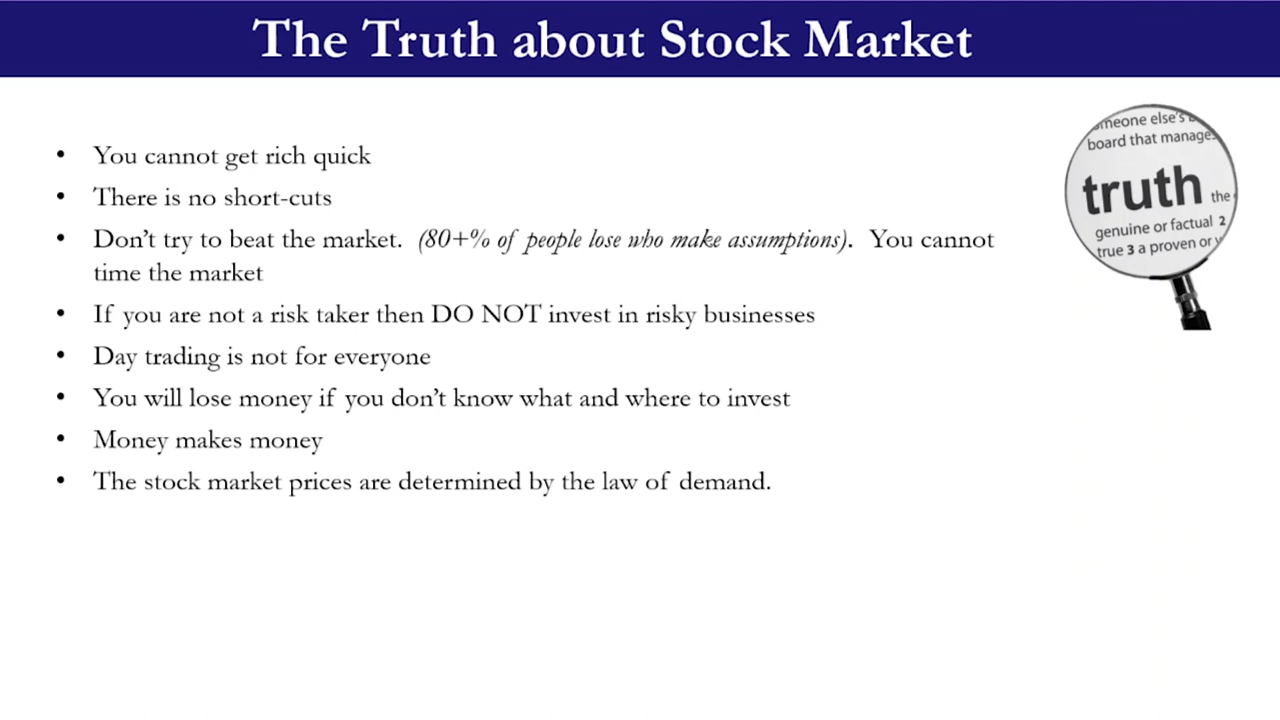 The Truth about Stock Market
• You cannot get rich quick
• There is no short-cuts
• Don't try to beat the market. (80+% of people lose who make assumptions). You cannot
time the market
• If you are not a risk taker then DO NOT invest in risky businesses
• Day trading is not for everyone
• You will lose money if you don't know what and where to invest
• Money makes money
• The stock market prices are determined by the law of demand.
else's
board that
truth the
genuine or factual 2
true 3 a proven or